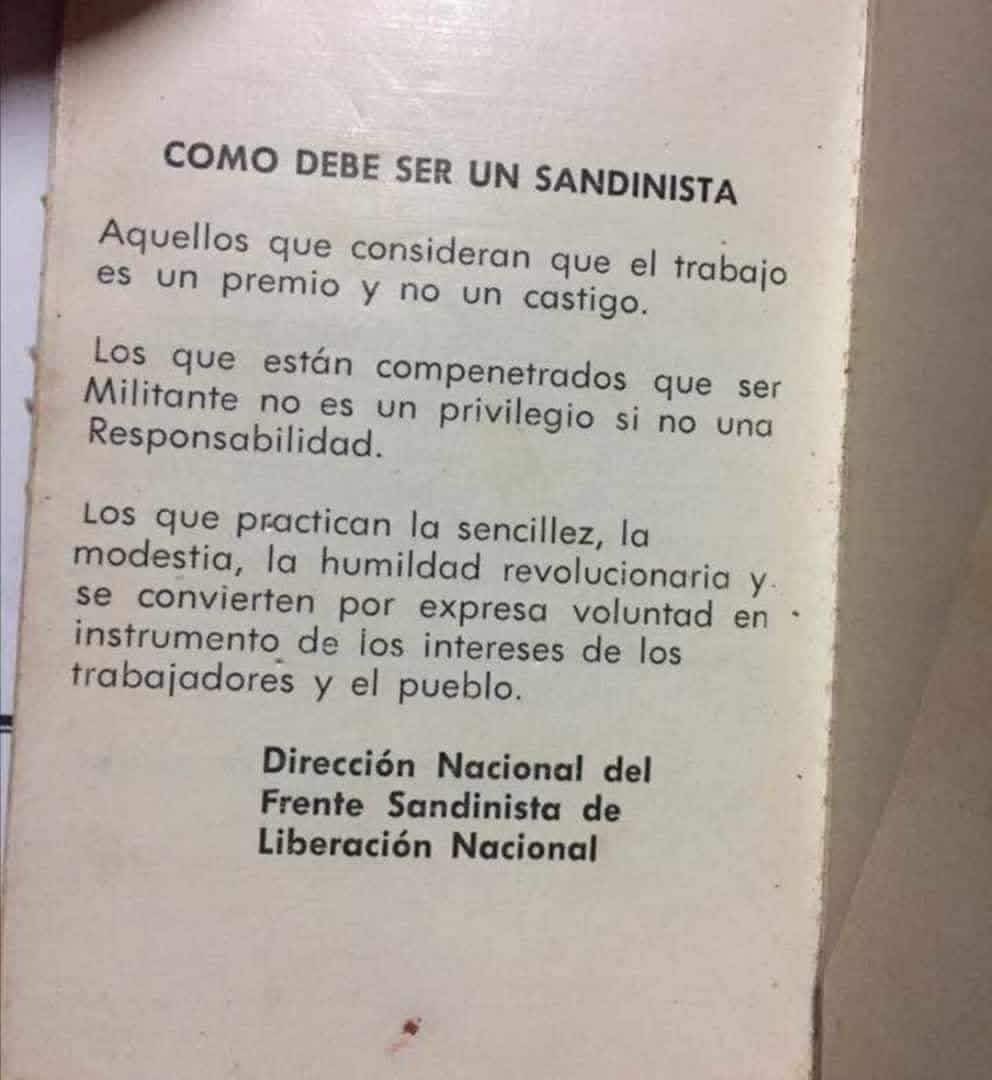 COMO DEBE SER UN SANDINISTA
Aquellos que consideran que el trabajo
es un premio y no un castigo.
Los que están compenetrados que ser
Militante no es un privilegio si no una
Responsabilidad.
Los que practican la sencillez, la
modestia, la humildad revolucionaria y
se convierten por expresa voluntad en
instrumento de los intereses de los
trabajadores y el pueblo.
Dirección Nacional del
Frente Sandinista de
Liberación Nacional